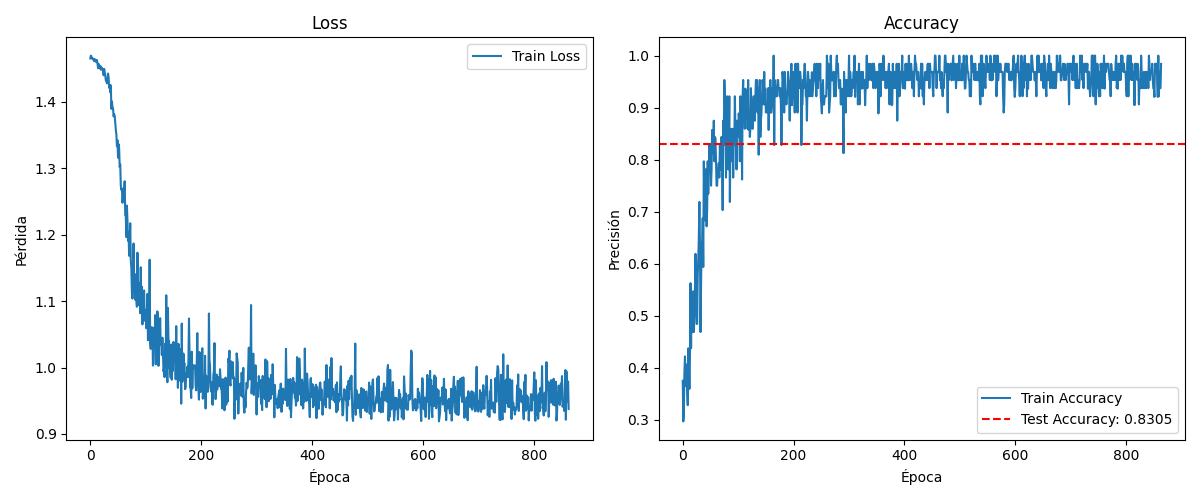 Loss
Train Loss
Pérdida
1.4
1.3
1.2
1.1
1.0
0.9
0
200
400
600
800
Época
Accuracy
Precisión
1.0
0.9
0.8
0.7
0.6
0.5
0.4
0.3
Train Accuracy
Test Accuracy: 0.8305
0
200
400
600
800
Época